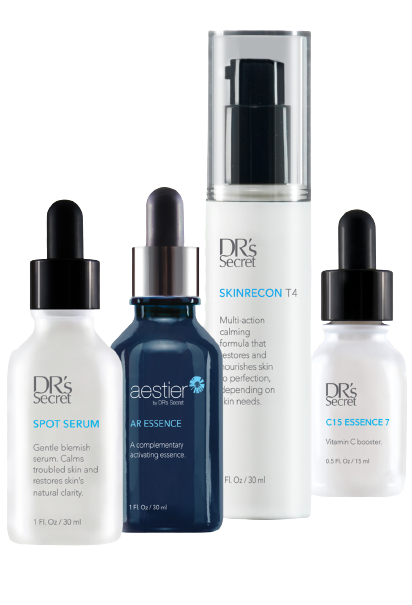 DR's
Secret
SPOT SERUM
Gentle blemish
serum. Calms
troubled skin and
restores skin's
natural clarity.
1 Fl. Oz / 30 ml
aestier
by DR's Secret
AR ESSENCE
A complementary
activating essence.
1 Fl. Oz / 30 ml
DR's
Secret
SKINRECON T4
Multi-action
calming
formula that
restores and
nourishes skin
to perfection,
depending on
skin needs.
Fl. Oz / 30 ml
DR's
Secret
C15 ESSENCE 7
Vitamin C booster.
0.5 Fl. Oz / 15 ml